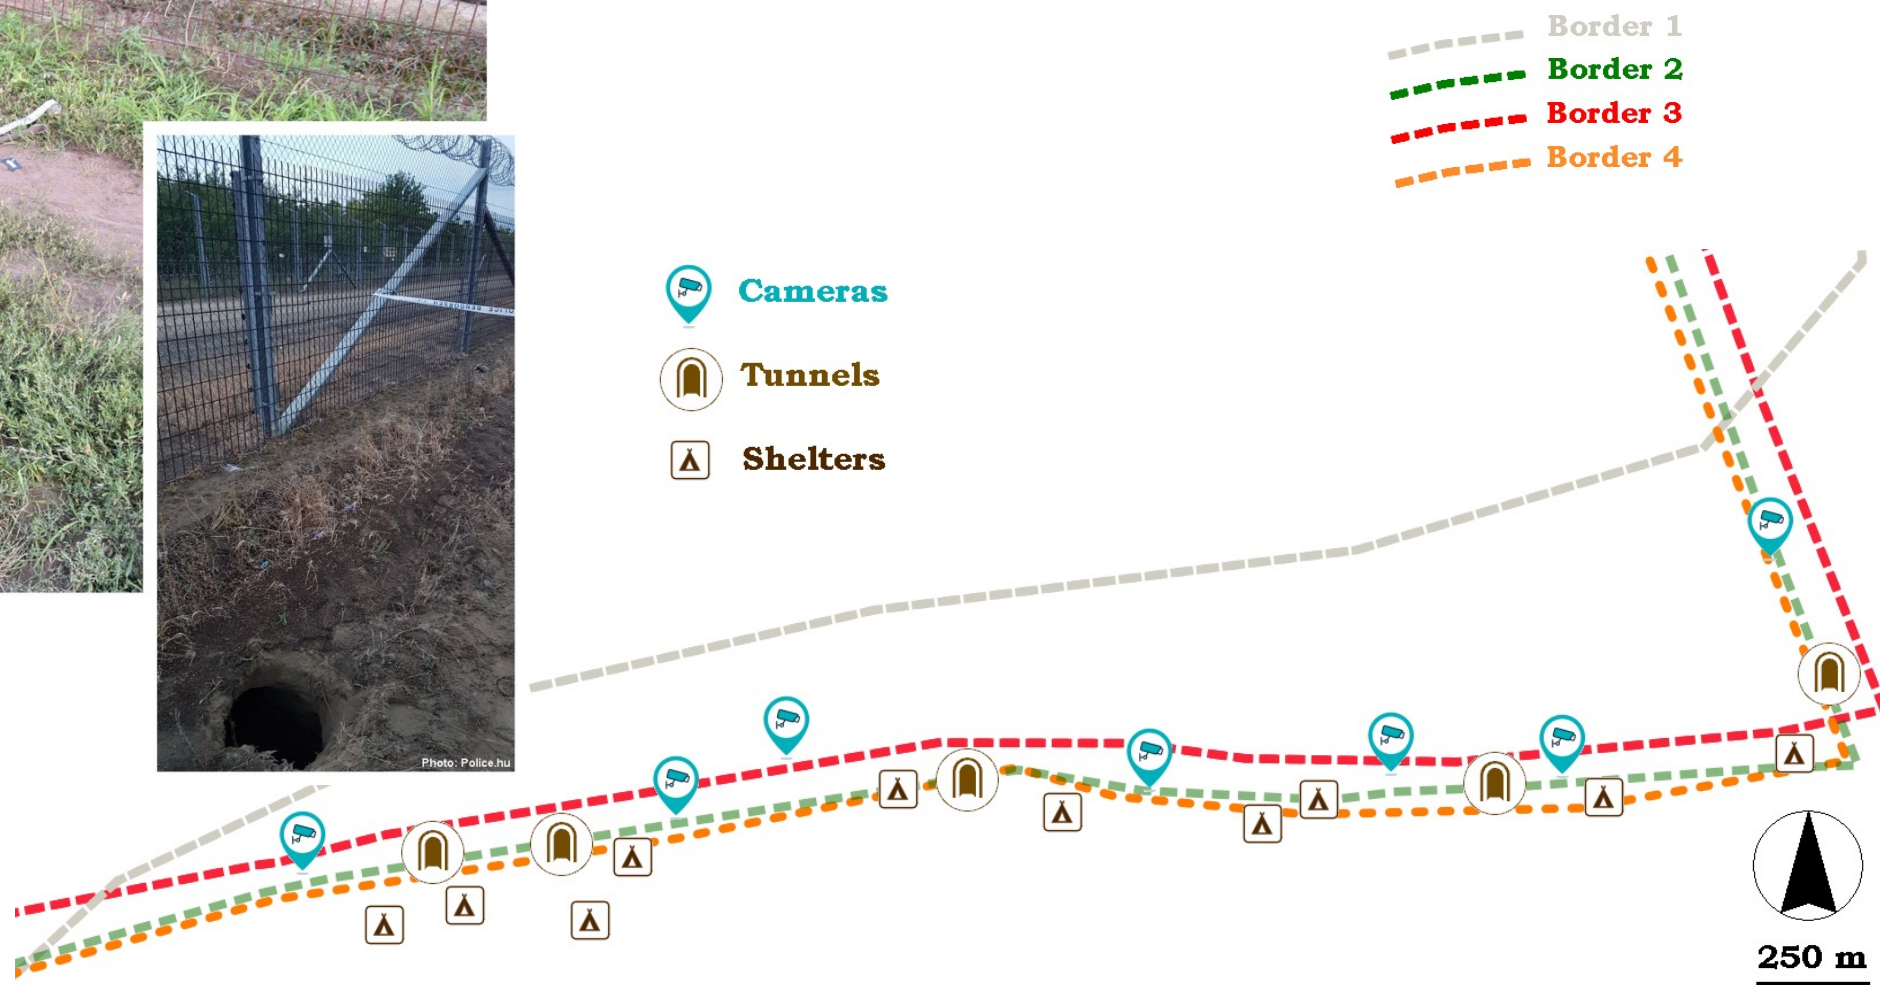 Border 1
Border 2
Border 3
Border 4
Cameras
Tunnels
Shelters
Photo: Police.hu
250 m